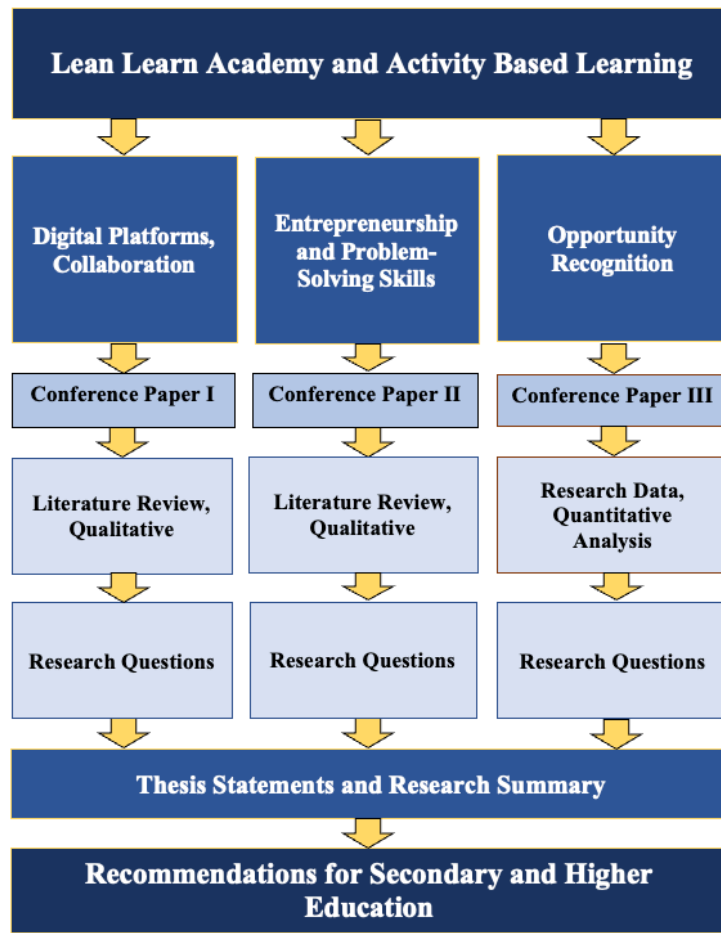 Lean Learn Academy and Activity Based Learning
Digital Platforms,
Collaboration
Entrepreneurship
and Problem-
Solving Skills
Opportunity
Recognition
Conference Paper I
Conference Paper II
Conference Paper III
Literature Review,
Qualitative
Literature Review,
Qualitative
Research Data,
Quantitative
Analysis
Research Questions
Research Questions
Research Questions
Thesis Statements and Research Summary
Recommendations for Secondary and Higher
Education